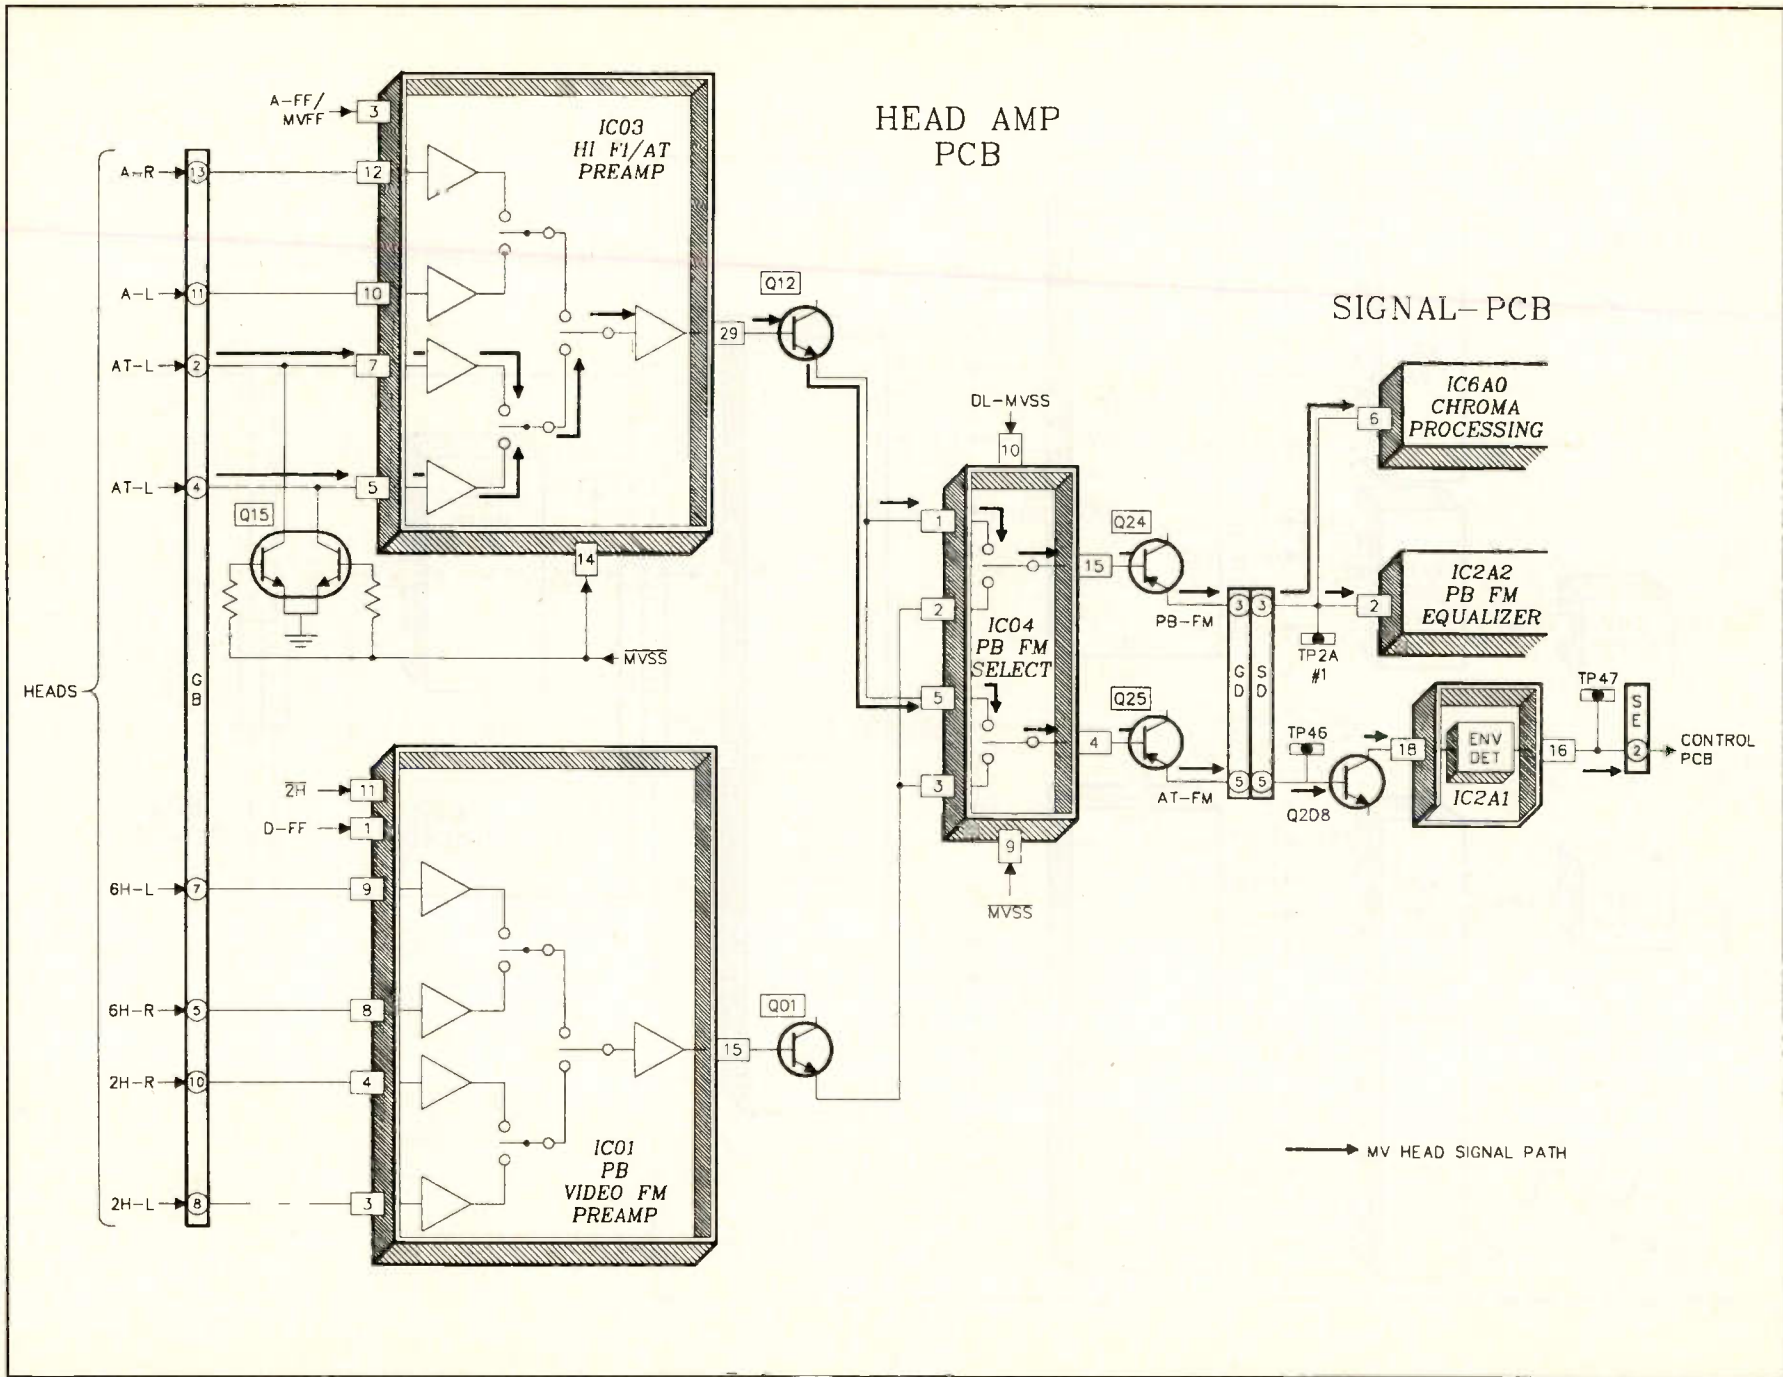 HEAD AMP
PCB
SIGNAL-PCB
A-FF/
MVFF
3
IC03
HI FI/AT
PREAMP
A-R
13
12
A-L
11
10
AT-L
2
7
AT-L
4
5
Q15
14
MVSS
29
Q12
HEADS
GB
2H
11
D-FF
1
6H-L
7
9
6H-R
5
8
2H-R
10
4
2H-L
8
3
IC01
PB
VIDEO FM
PREAMP
15
Q01
DL-MVSS
10
1
2
5
3
IC04
PB FM
SELECT
9
MVSS
15
4
Q24
Q25
PB-FM
AT-FM
3
3
GD
SD
5
5
TP2A
#1
6
IC6A0
CHROMA
PROCESSING
2
IC2A2
PB FM
EQUALIZER
TP46
Q2D8
18
ENV
DET
IC2A1
16
TP47
SE
2
CONTROL
PCB
MV HEAD SIGNAL PATH